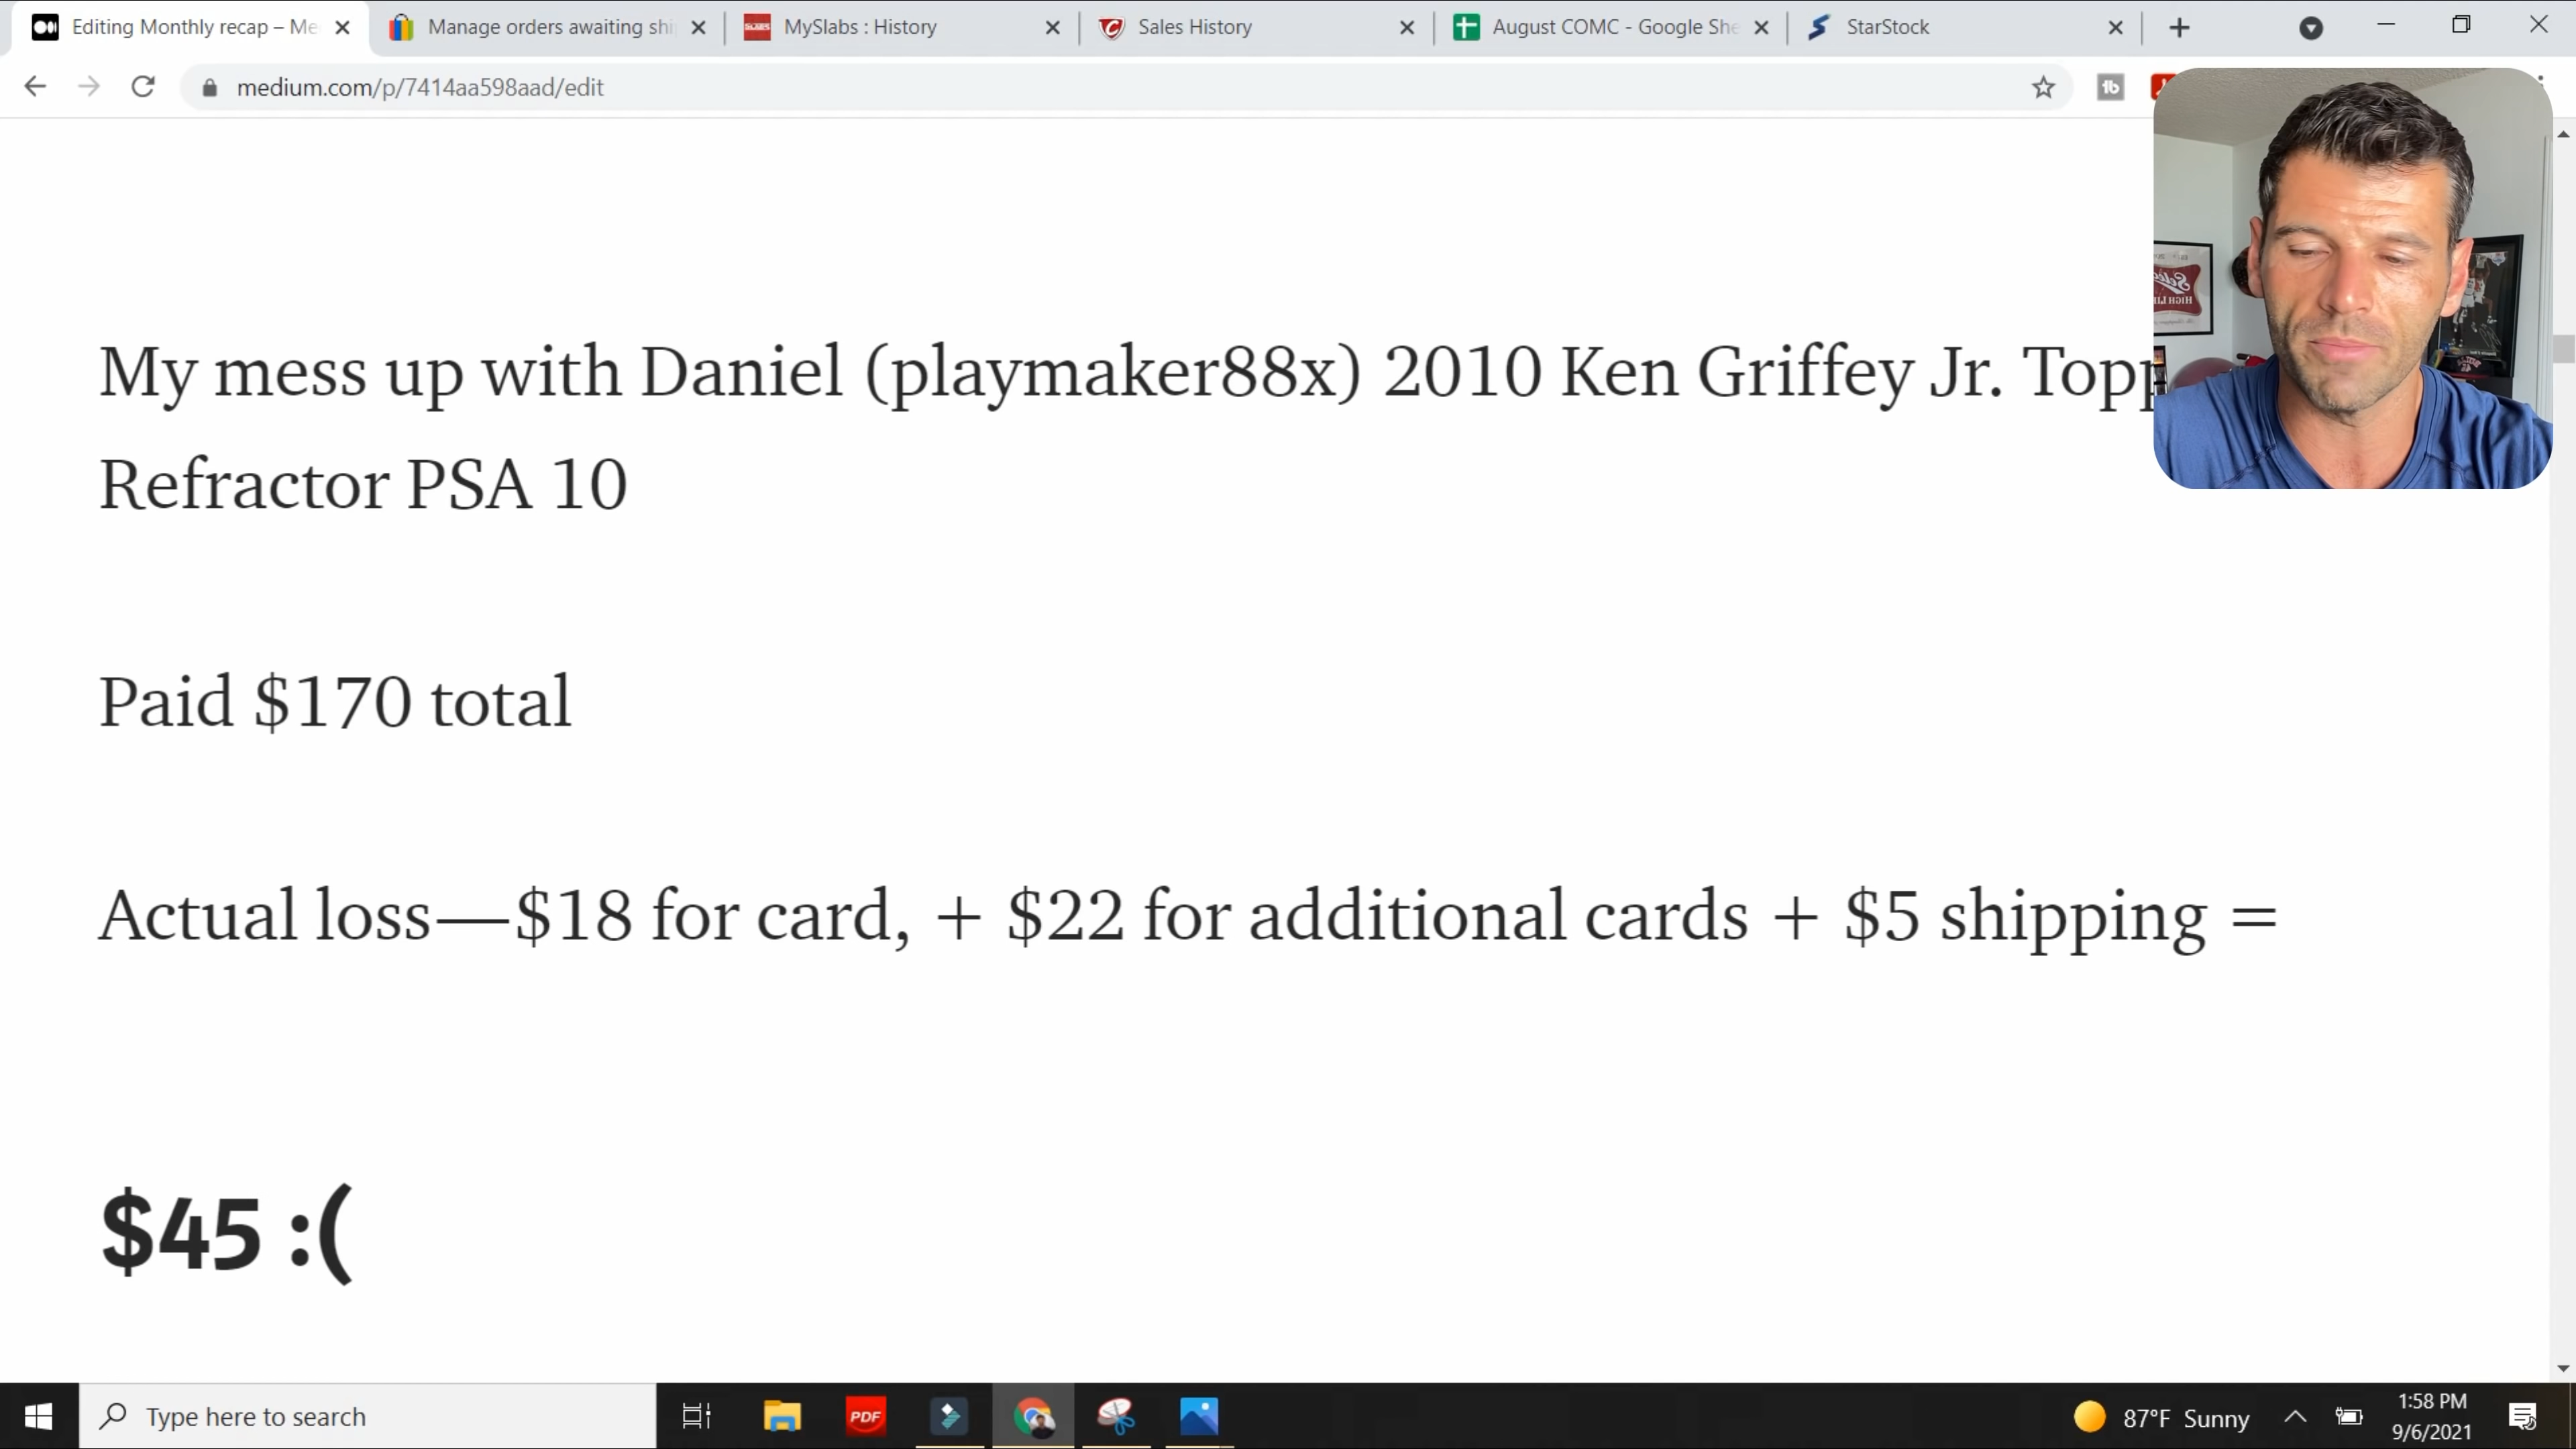 Editing Monthly recap – Me
Manage orders awaiting shi
MySlabs : History
Sales History
August COMC - Google She
StarStock
medium.com/p/7414aa598aad/edit
My mess up with Daniel (playmaker88x) 2010 Ken Griffey Jr. Topp
Refractor PSA 10
Paid $170 total
Actual loss—$18 for card, + $22 for additional cards + $5 shipping =
$45 :(
Type here to search
PDF
87°F Sunny
1:58 PM
9/6/2021